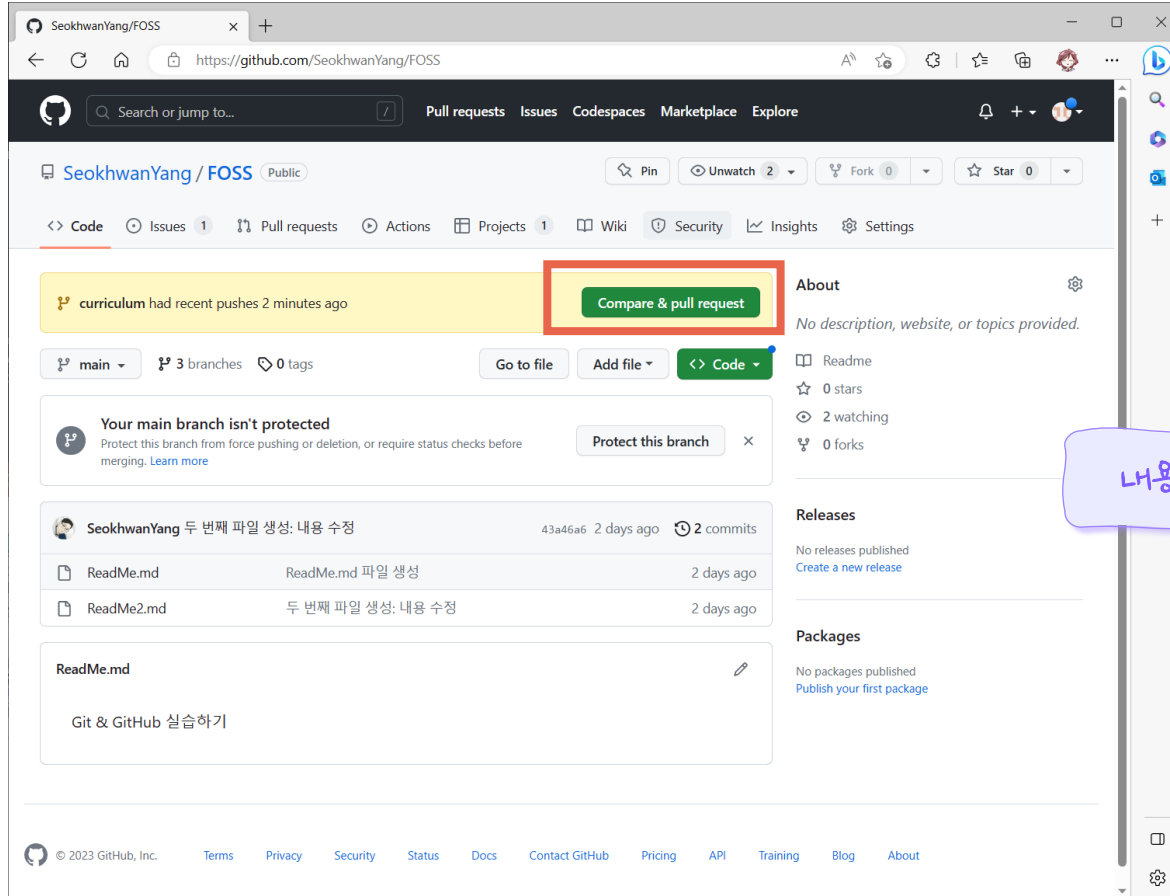 SeokhwanYang/FOSS
https://github.com/SeokhwanYang/FOSS
Search or jump to... / Pull requests Issues Codespaces Marketplace Explore
SeokhwanYang / FOSS Public Pin Unwatch 2 Fork 0 Star 0
Code Issues 1 Pull requests Actions Projects 1 Wiki Security Insights Settings
curriculum had recent pushes 2 minutes ago Compare & pull request
main 3 branches 0 tags Go to file Add file Code
Your main branch isn't protected
Protect this branch from force pushing or deletion, or require status checks before
merging. Learn more
Protect this branch
SeokhwanYang 두 번째 파일 생성: 내용 수정 43a46a6 2 days ago 2 commits
ReadMe.md ReadMe.md 파일 생성 2 days ago
ReadMe2.md 두 번째 파일 생성: 내용 수정 2 days ago
ReadMe.md
Git & GitHub 실습하기
About
No description, website, or topics provided.
Readme
0 stars
2 watching
0 forks
Releases
No releases published
Create a new release
Packages
No packages published
Publish your first package
내용
© 2023 GitHub, Inc. Terms Privacy Security Status Docs Contact GitHub Pricing API Training Blog About